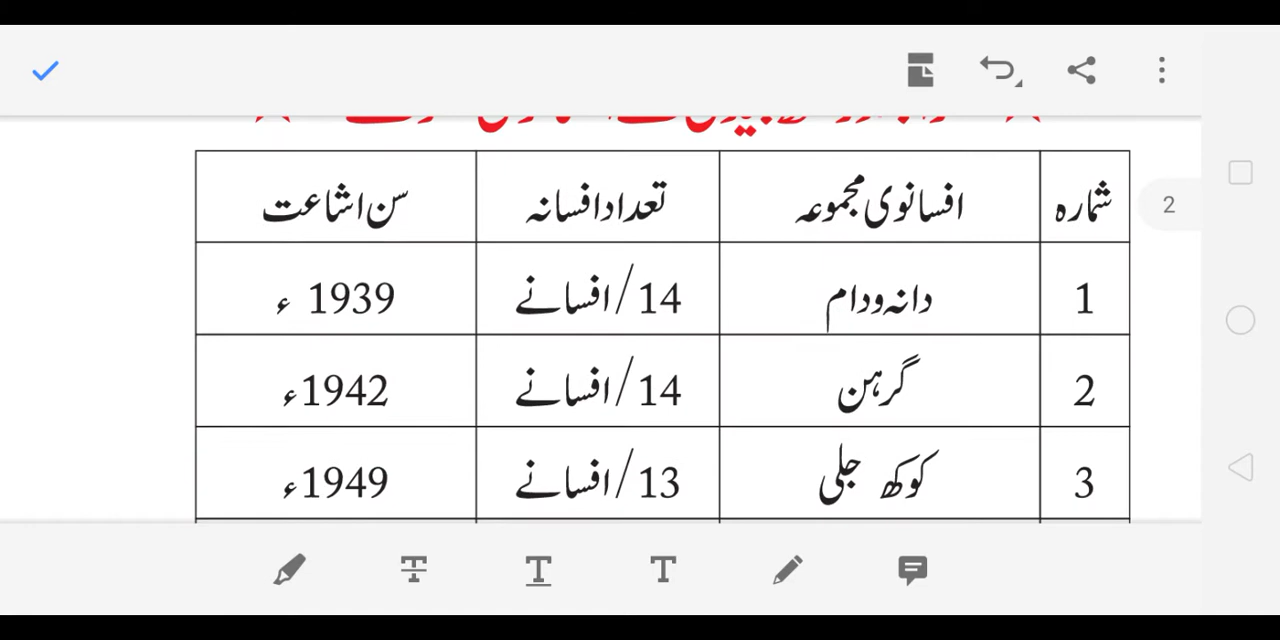 شمارہ افسانوی مجموعہ تعداد افسانہ سن اشاعت
2
1 دانہ و دام 14/افسانے 1939 ء
2 گرہن 14/افسانے 1942ء
3 کوکھ جلی 13/افسانے 1949ء